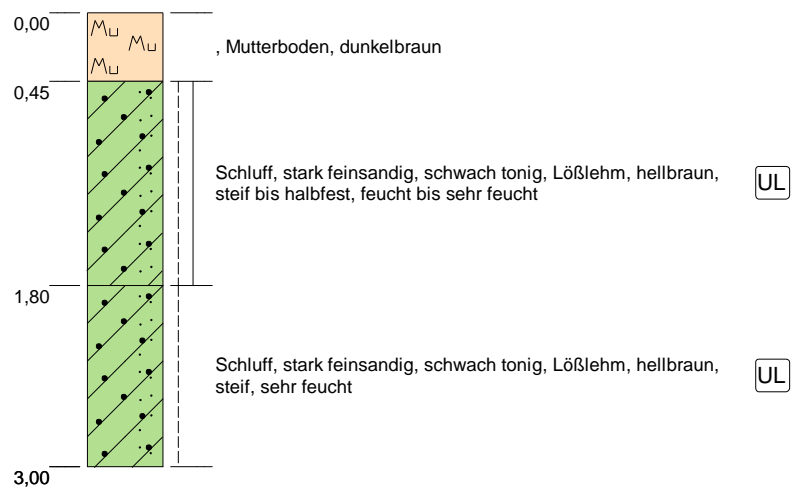 0,00
Mu
Mu
Mu
, Mutterboden, dunkelbraun
0,45
Schluff, stark feinsandig, schwach tonig, Lößlehm, hellbraun,
steif bis halbfest, feucht bis sehr feucht
UL
1,80
Schluff, stark feinsandig, schwach tonig, Lößlehm, hellbraun,
steif, sehr feucht
UL
3,00